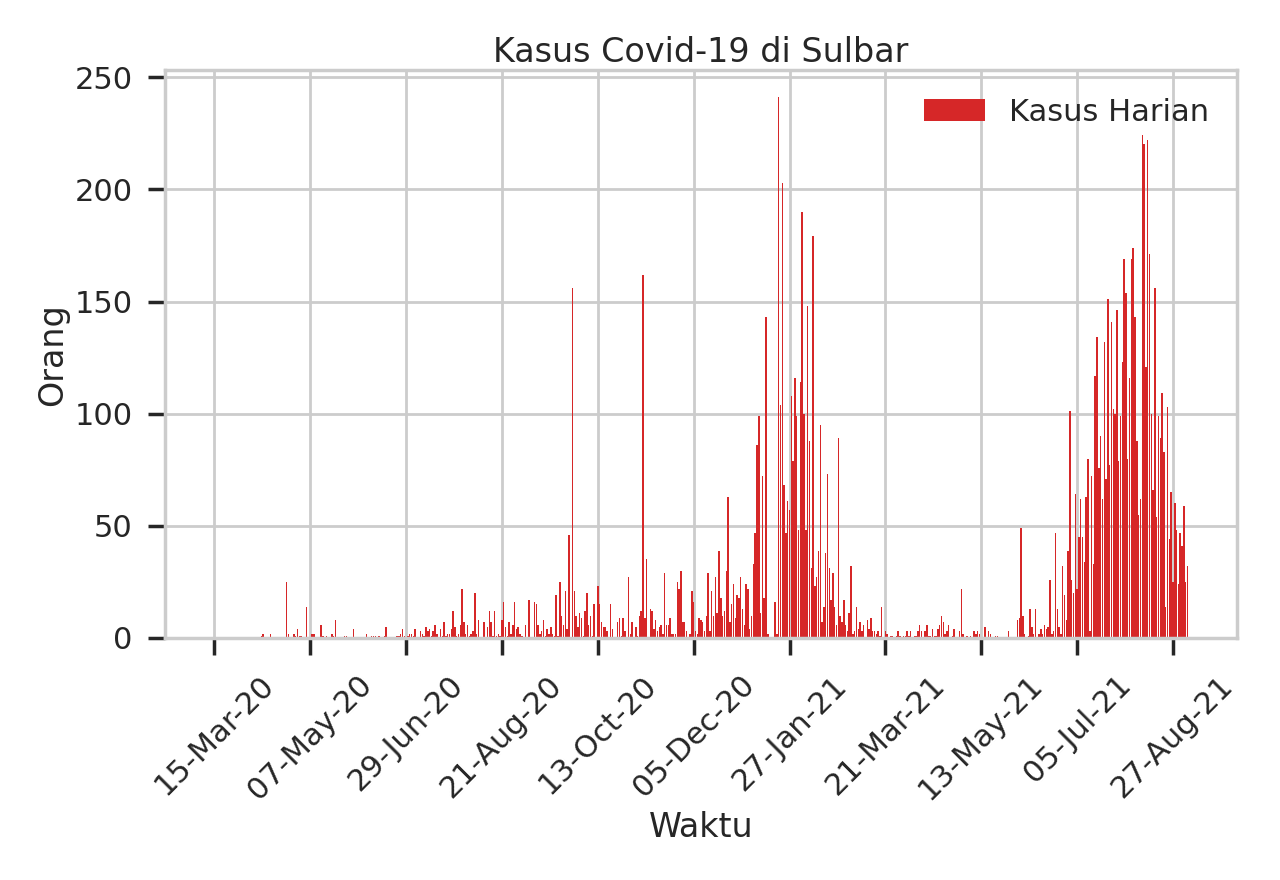 Kasus Covid-19 di Sulbar
Kasus Harian
Orang
250
200
150
100
50
0
15-Mar-20
07-May-20
29-Jun-20
21-Aug-20
13-Oct-20
05-Dec-20
27-Jan-21
21-Mar-21
13-May-21
05-Jul-21
27-Aug-21
Waktu